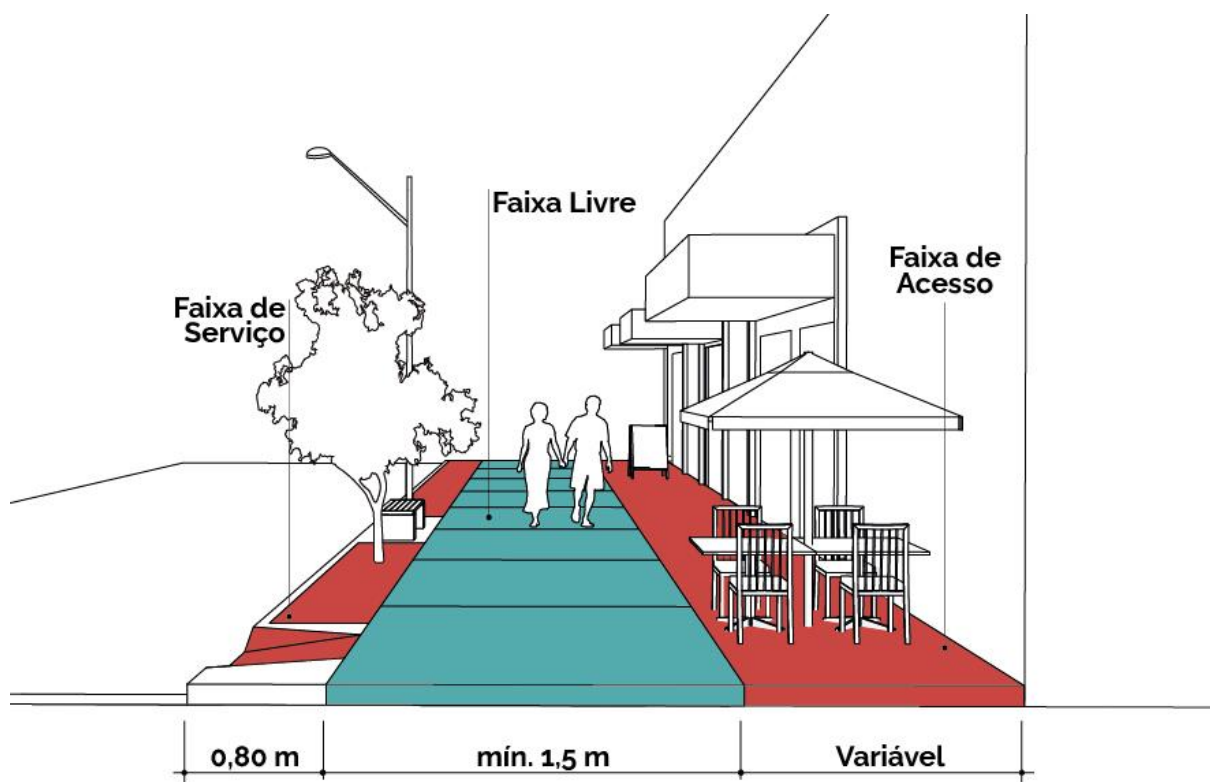 Faixa Livre
Faixa de
Acesso
Faixa de
Serviço
0,80 m
mín. 1,5 m
Variável